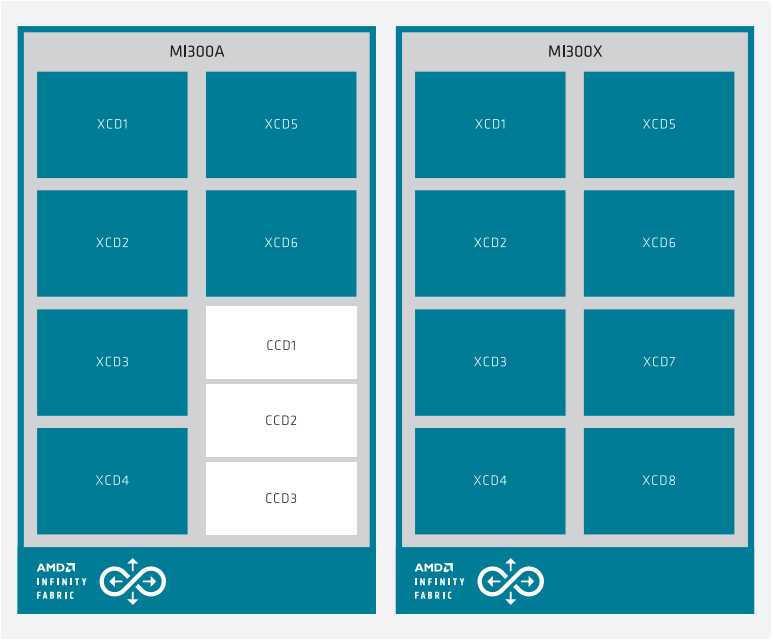 MI300A
XCD1
XCD5
XCD2
XCD6
XCD3
CCD1
CCD2
XCD4
CCD3
AMD
INFINITY
FABRIC
MI300X
XCD1
XCD5
XCD2
XCD6
XCD3
XCD7
XCD4
XCD8
AMD
INFINITY
FABRIC